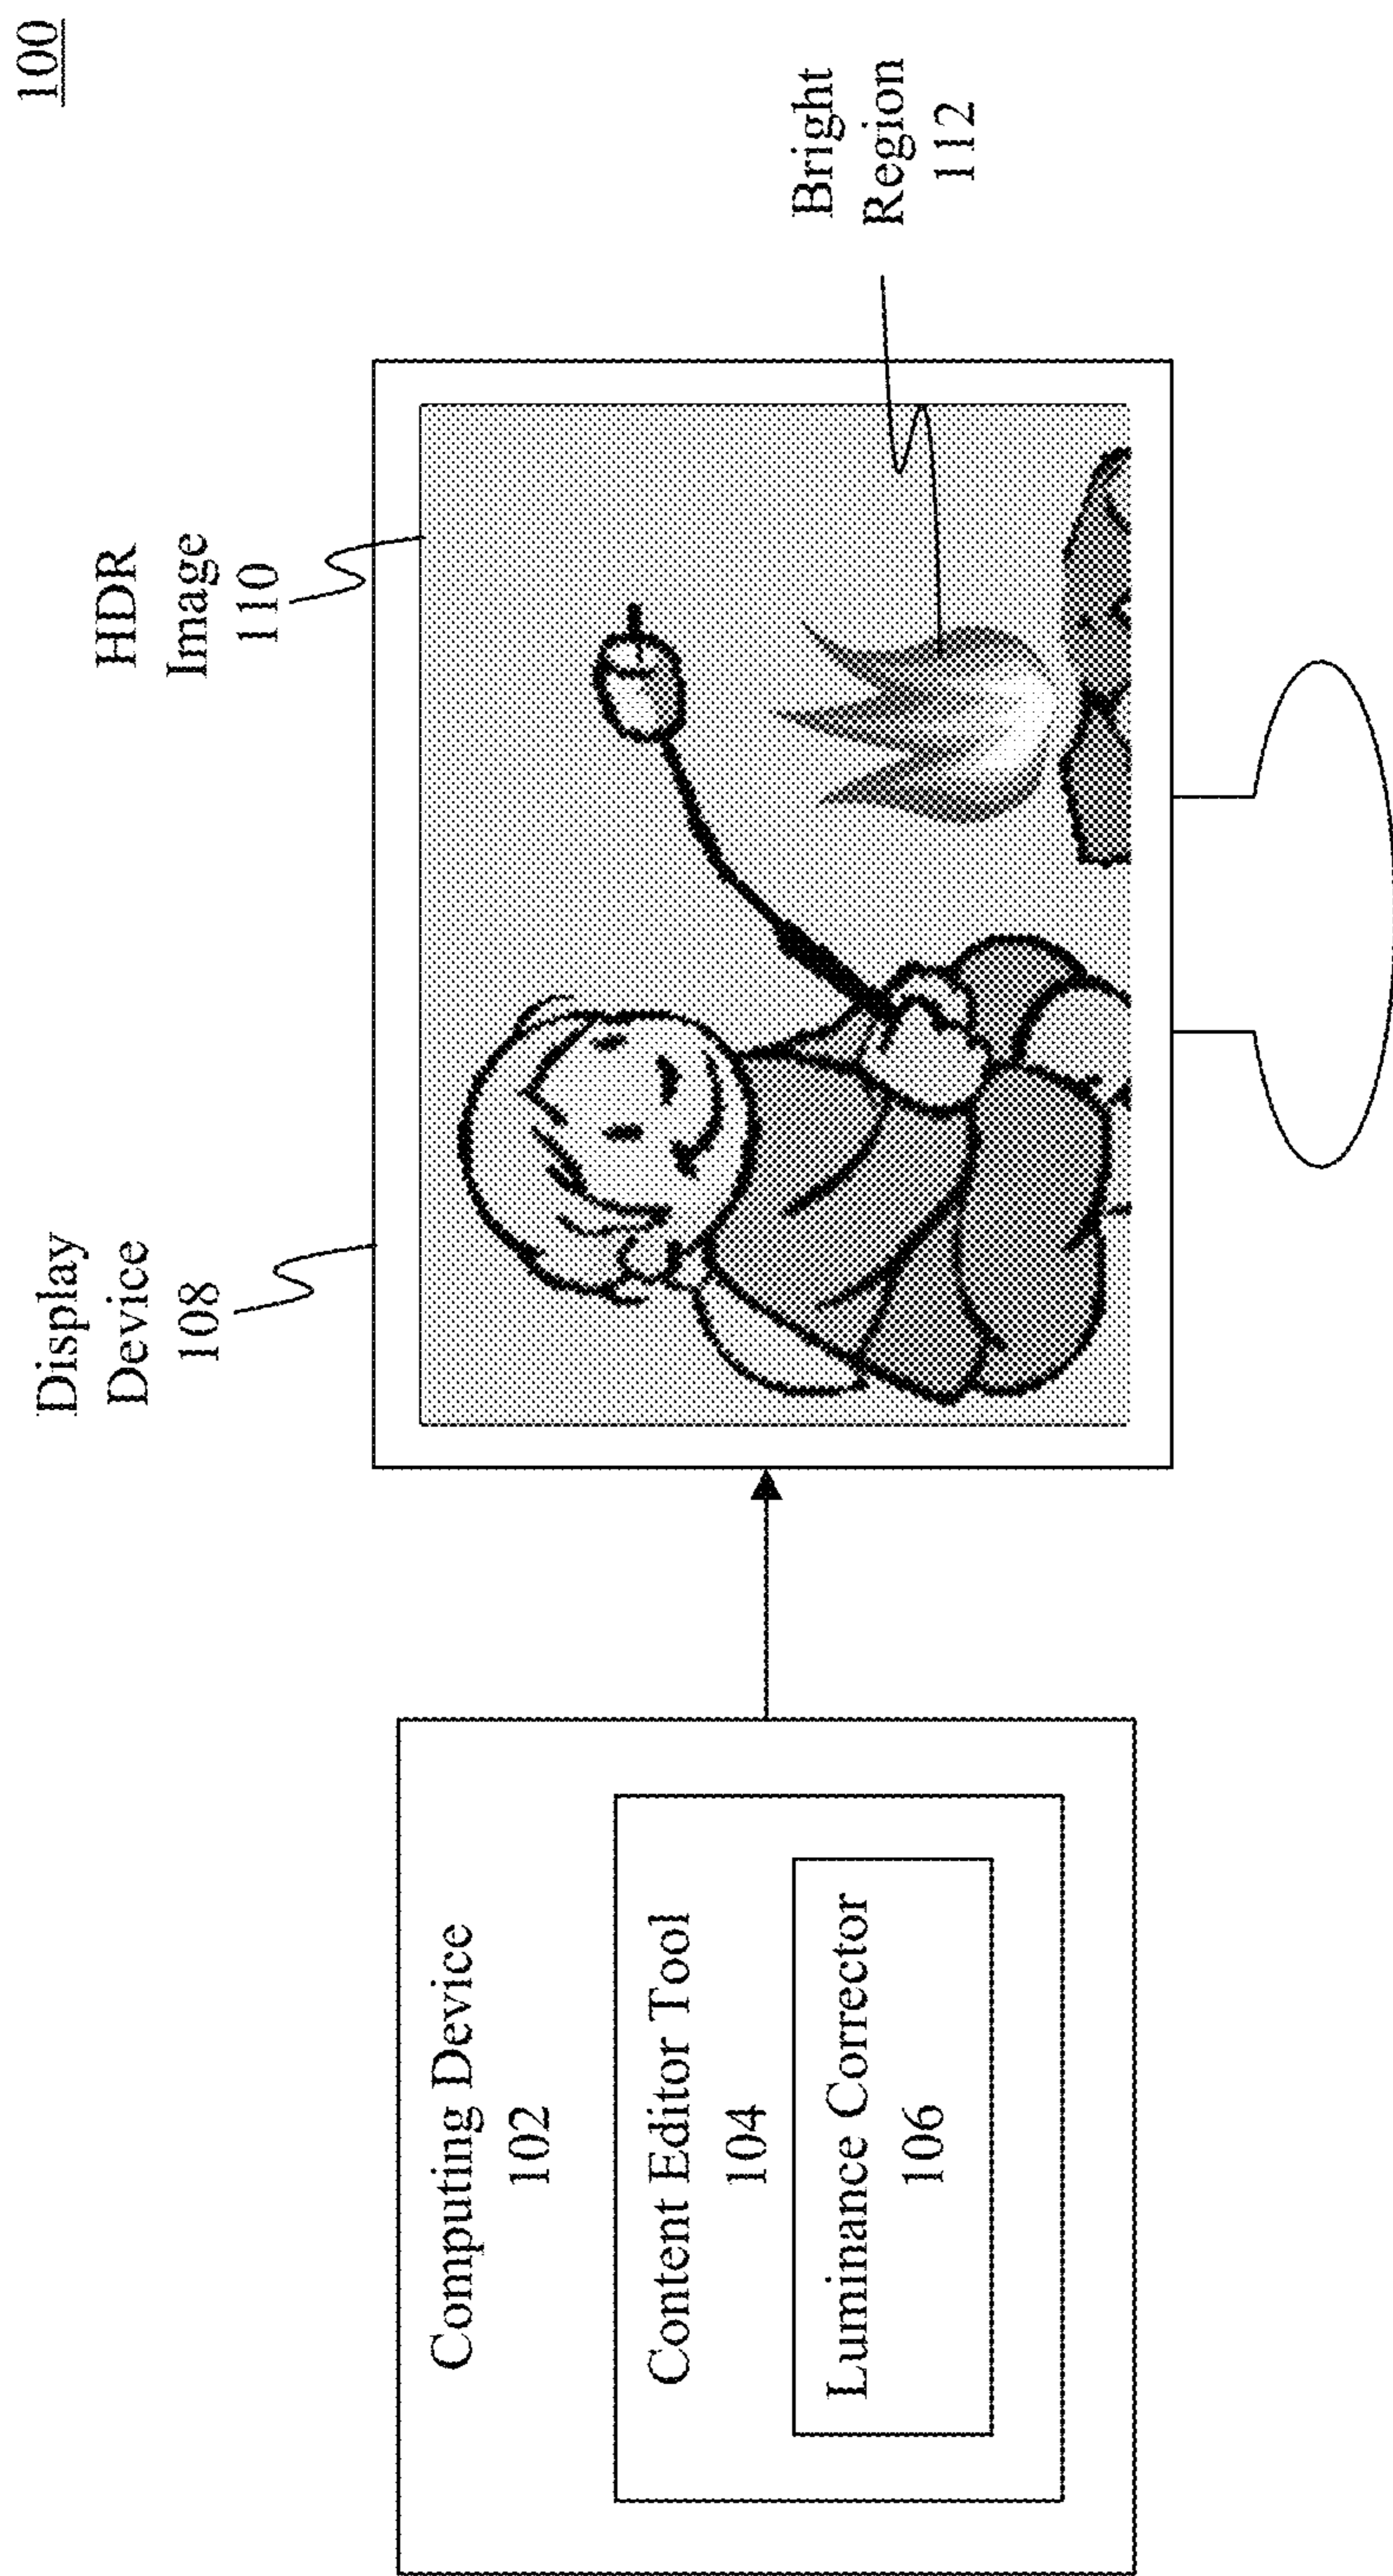 100
Display
Device
108
HDR
Image
110
Bright
Region
112
Computing Device
102
Content Editor Tool
104
Luminance Corrector
106